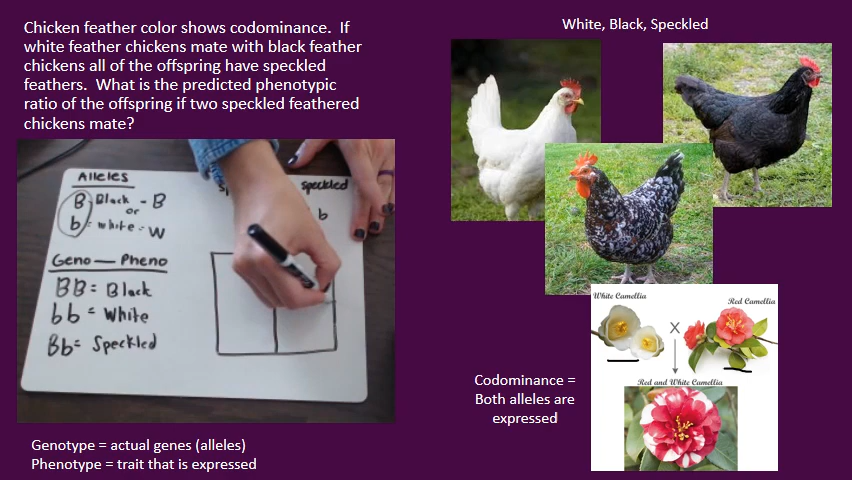 Chicken feather color shows codominance. If
white feather chickens mate with black feather
chickens all of the offspring have speckled
feathers. What is the predicted phenotypic
ratio of the offspring if two speckled feathered
chickens mate?
White, Black, Speckled
Alleles
B = Black - B
or
b = white = W
Geno — Pheno
BB = Black
bb = White
Bb = Speckled
speckled
b
White Camellia
Red Camellia
X
Red and White Camellia
Codominance =
Both alleles are
expressed
Genotype = actual genes (alleles)
Phenotype = trait that is expressed